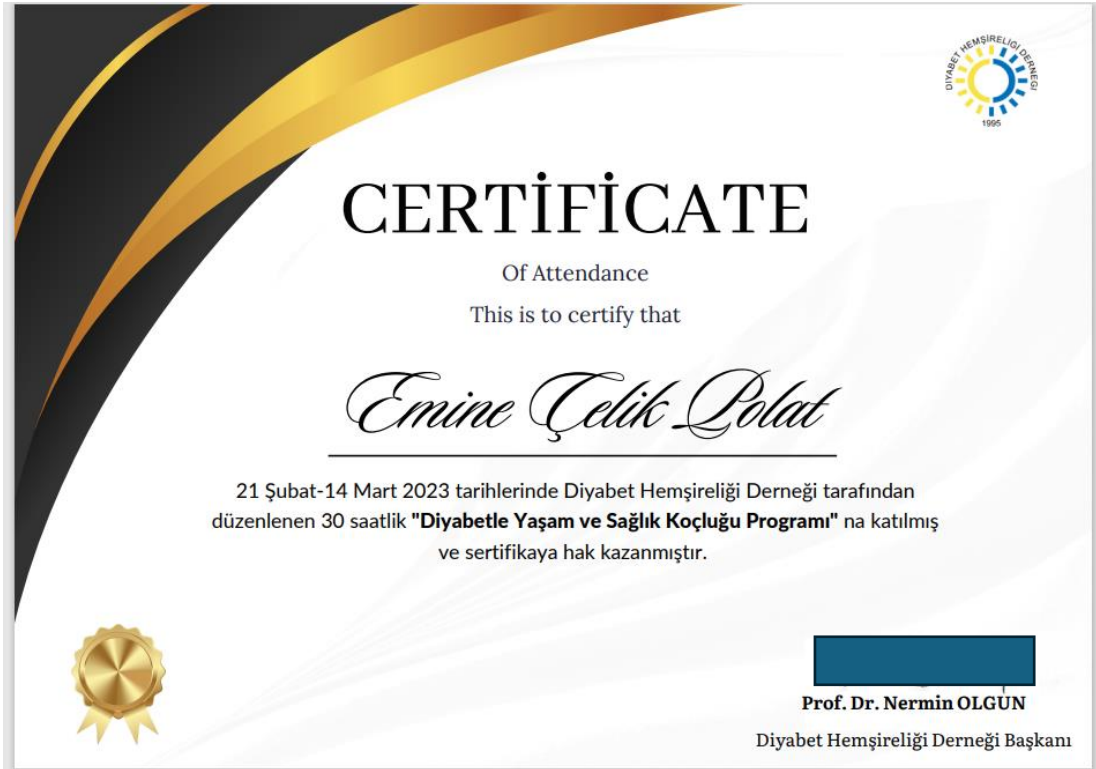 DİYABET HEMŞİRELİĞİ DERNEĞİ
1995
CERTİFİCATE
Of Attendance
This is to certify that
Emine Çelik Polat
21 Şubat-14 Mart 2023 tarihlerinde Diyabet Hemşireliği Derneği tarafından
düzenlenen 30 saatlik "Diyabetle Yaşam ve Sağlık Koçluğu Programı" na katılmış
ve sertifikaya hak kazanmıştır.
Prof. Dr. Nermin OLGUN
Diyabet Hemşireliği Derneği Başkanı